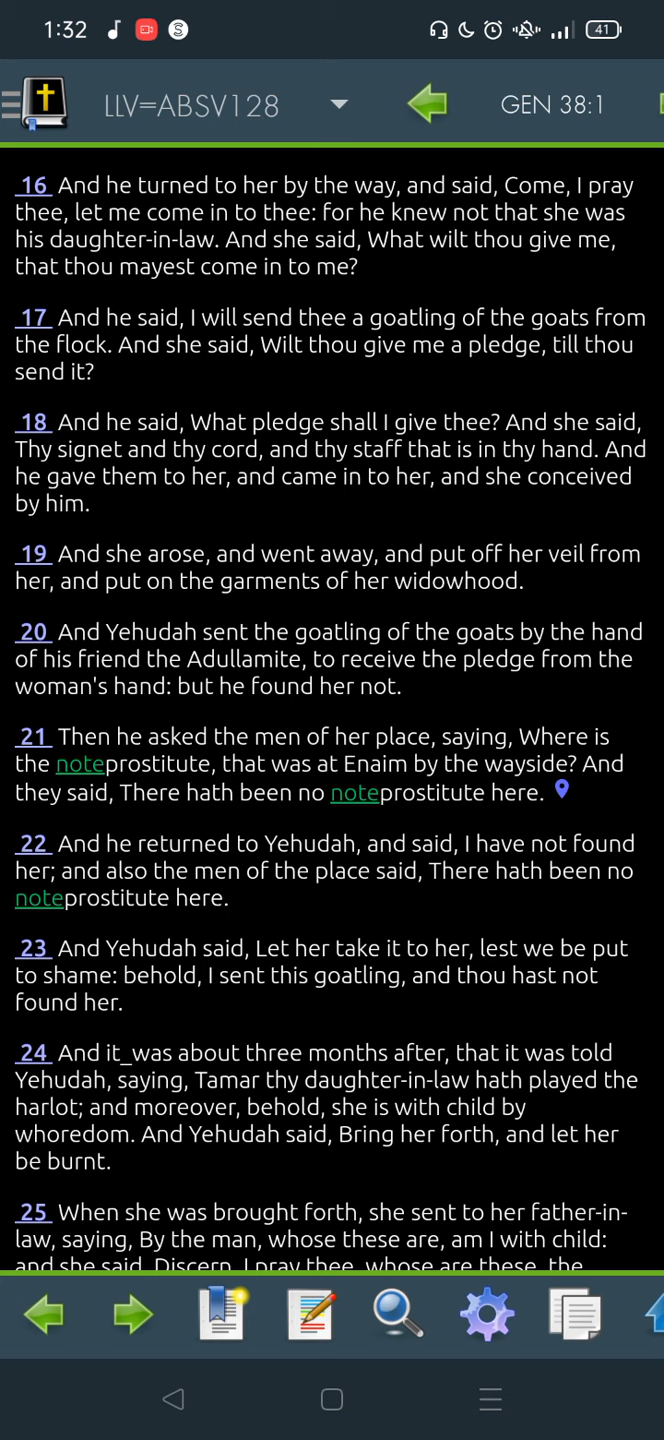 1:32
41
LLV=ABSV128
GEN 38:1
16 And he turned to her by the way, and said, Come, I pray
thee, let me come in to thee: for he knew not that she was
his daughter-in-law. And she said, What wilt thou give me,
that thou mayest come in to me?
17 And he said, I will send thee a goatling of the goats from
the flock. And she said, Wilt thou give me a pledge, till thou
send it?
18 And he said, What pledge shall I give thee? And she said,
Thy signet and thy cord, and thy staff that is in thy hand. And
he gave them to her, and came in to her, and she conceived
by him.
19 And she arose, and went away, and put off her veil from
her, and put on the garments of her widowhood.
20 And Yehudah sent the goatling of the goats by the hand
of his friend the Adullamite, to receive the pledge from the
woman's hand: but he found her not.
21 Then he asked the men of her place, saying, Where is
the noteprostitute, that was at Enaim by the wayside? And
they said, There hath been no noteprostitute here.
22 And he returned to Yehudah, and said, I have not found
her; and also the men of the place said, There hath been no
noteprostitute here.
23 And Yehudah said, Let her take it to her, lest we be put
to shame: behold, I sent this goatling, and thou hast not
found her.
24 And it_was about three months after, that it was told
Yehudah, saying, Tamar thy daughter-in-law hath played the
harlot; and moreover, behold, she is with child by
whoredom. And Yehudah said, Bring her forth, and let her
be burnt.
25 When she was brought forth, she sent to her father-in-
law, saying, By the man, whose these are, am I with child:
and she said, Discern, I pray thee, whose are these, the